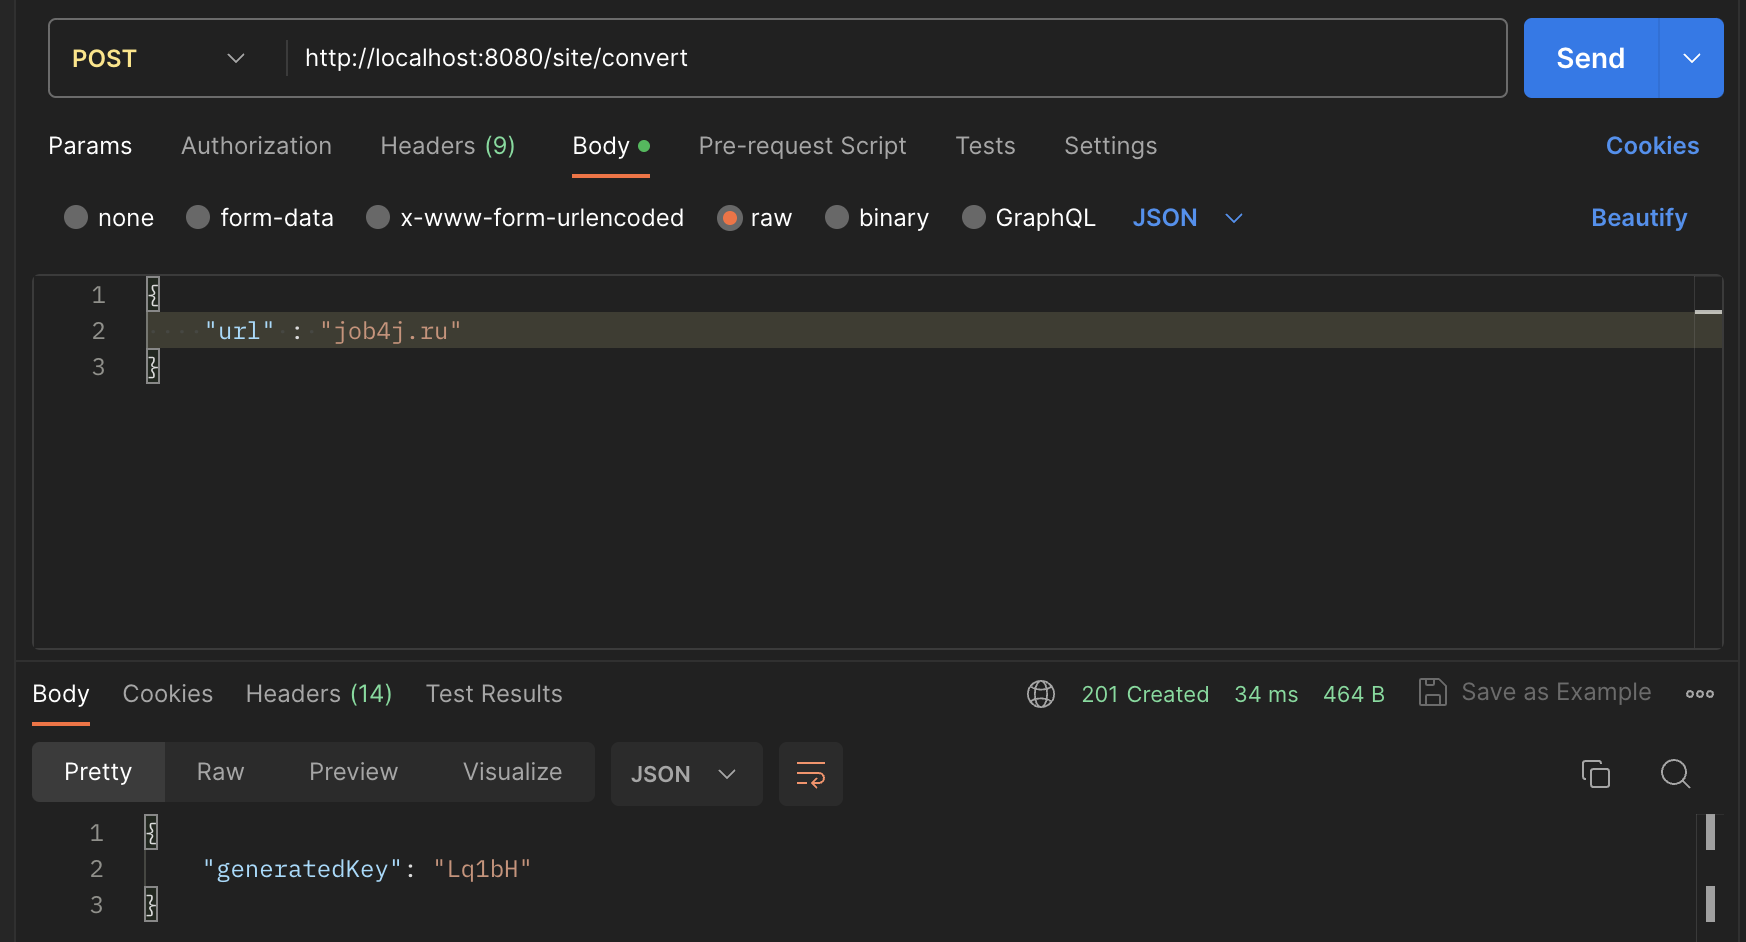 POST http://localhost:8080/site/convert Send
Params Authorization Headers (9) Body Pre-request Script Tests Settings Cookies
none form-data x-www-form-urlencoded raw binary GraphQL JSON Beautify
1 {
2 "url" : "job4j.ru"
3 }
Body Cookies Headers (14) Test Results 201 Created 34 ms 464 B Save as Example
Pretty Raw Preview Visualize JSON
1 {
2 "generatedKey": "Lq1bH"
3 }